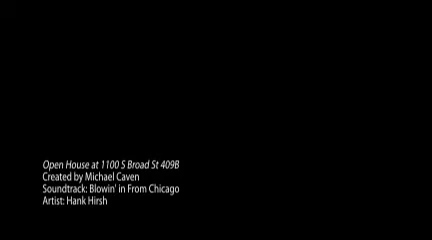 Open House at 1100 S Broad St 409B
Created by Michael Caven
Soundtrack: Blowin' in From Chicago
Artist: Hank Hirsh